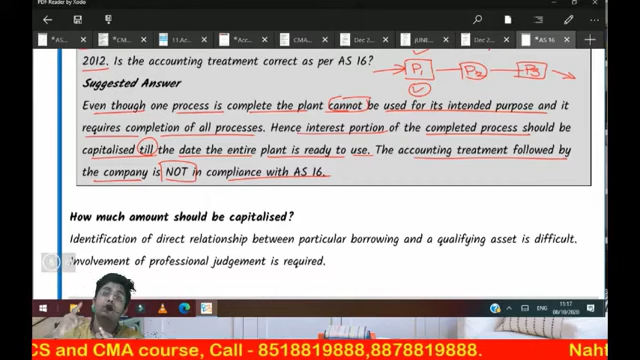 PDF Reader by Xodo
AS
CM
11.Ac
Acc
CMA
Dec 2
jUNE
Dec 2
AS 16
2012. Is the accounting treatment correct as per AS 16?
P1
P2
P3
Suggested Answer
Even though one process is complete the plant cannot be used for its intended purpose and it
requires completion of all processes. Hence interest portion of the completed process should be
capitalised till the date the entire plant is ready to use. The accounting treatment followed by
the company is NOT in compliance with AS 16.
How much amount should be capitalised?
Identification of direct relationship between particular borrowing and a qualifying asset is difficult.
Involvement of professional judgement is required.
ENG
11:17
08/10/2020
CS and CMA course, Call - 8518819888,8878819888.
Naht